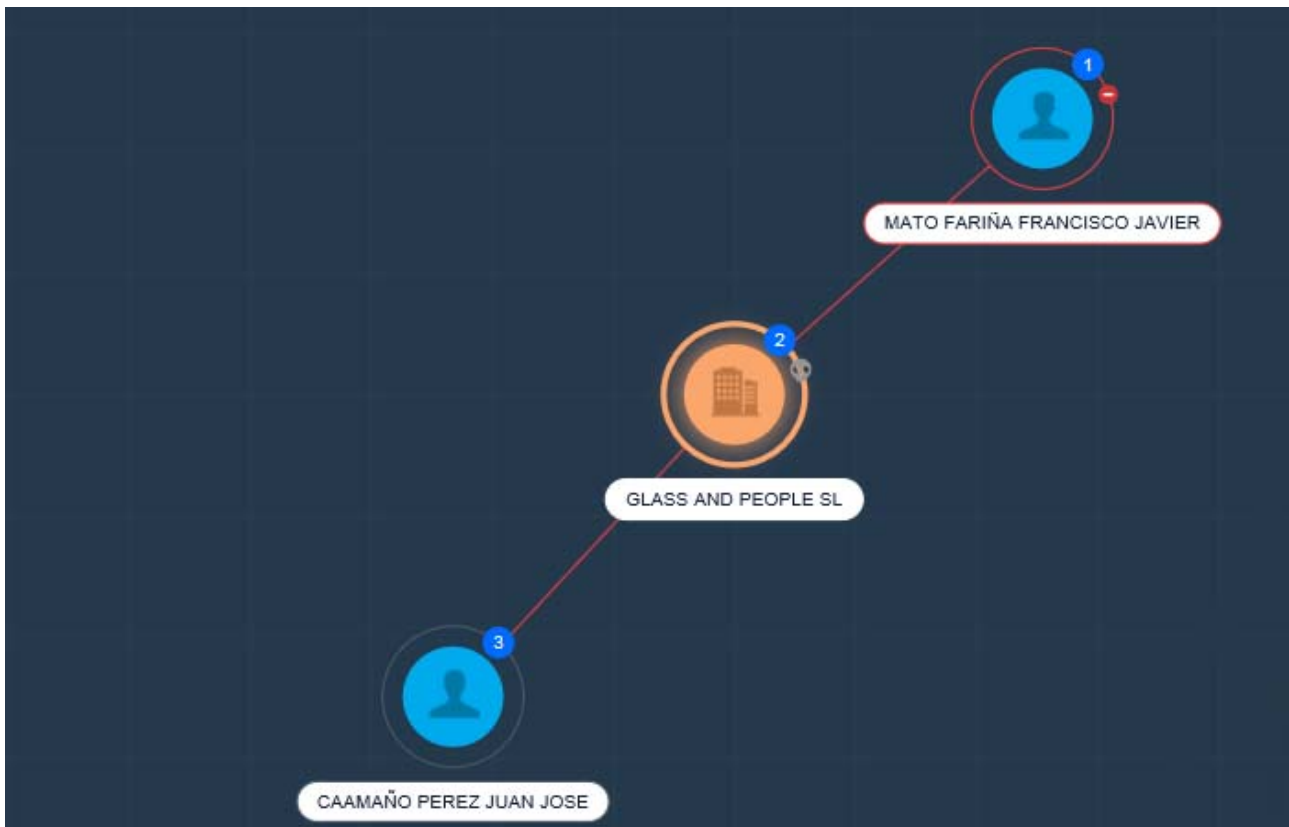 1
MATO FARIÑA FRANCISCO JAVIER
2
GLASS AND PEOPLE SL
3
CAAMAÑO PEREZ JUAN JOSE